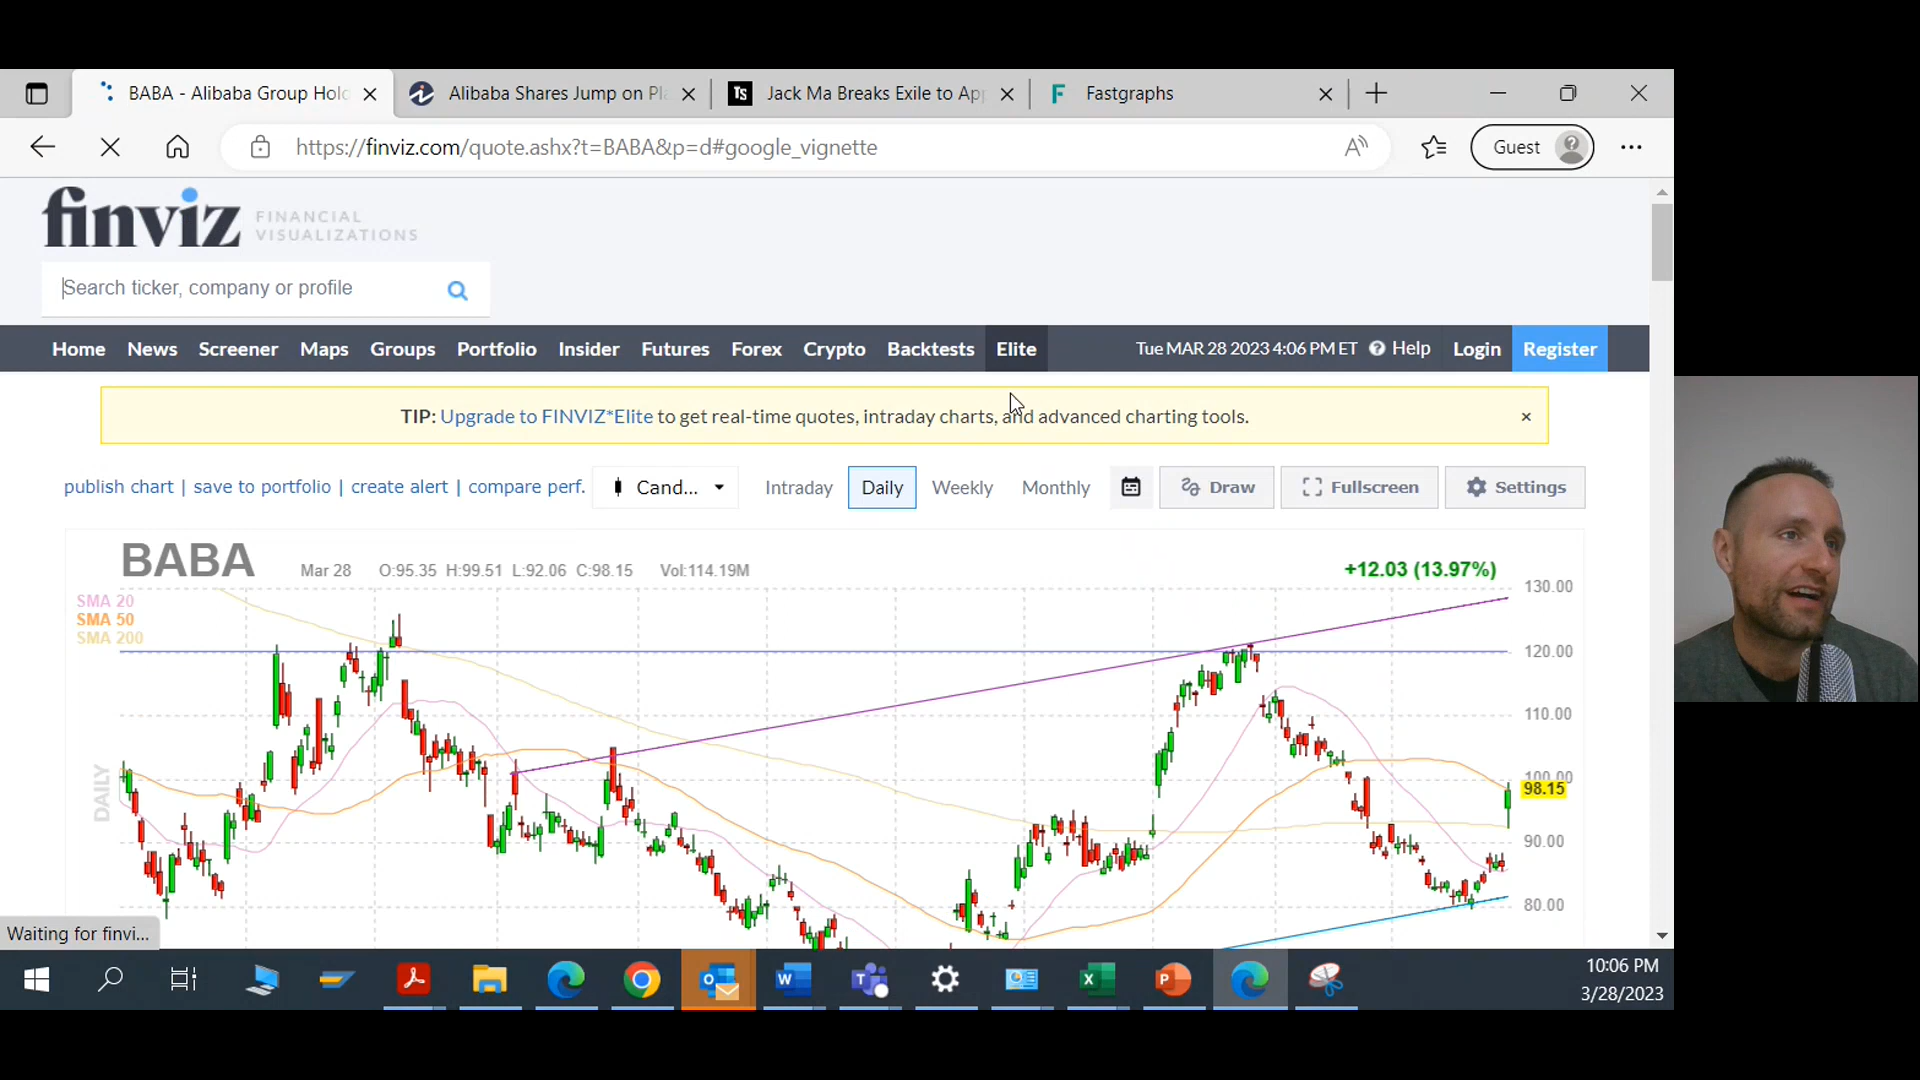 BABA - Alibaba Group Hold
Alibaba Shares Jump on Pla
Ts
Jack Ma Breaks Exile to App
F
Fastgraphs
https://finviz.com/quote.ashx?t=BABA&p=d#google_vignette
Guest
finviz
FINANCIAL
VISUALIZATIONS
Search ticker, company or profile
Home News Screener Maps Groups Portfolio Insider Futures Forex Crypto Backtests Elite
Tue MAR 28 2023 4:06 PM ET
Help
Login
Register
TIP: Upgrade to FINVIZ*Elite to get real-time quotes, intraday charts, and advanced charting tools.
publish chart | save to portfolio | create alert | compare perf.
Cand...
Intraday
Daily
Weekly
Monthly
Draw
Fullscreen
Settings
BABA
Mar 28 O:95.35 H:99.51 L:92.06 C:98.15 Vol:114.19M
+12.03 (13.97%)
SMA 20
SMA 50
SMA 200
DAILY
130.00
120.00
110.00
100.00
98.15
90.00
80.00
Waiting for finvi...
10:06 PM
3/28/2023